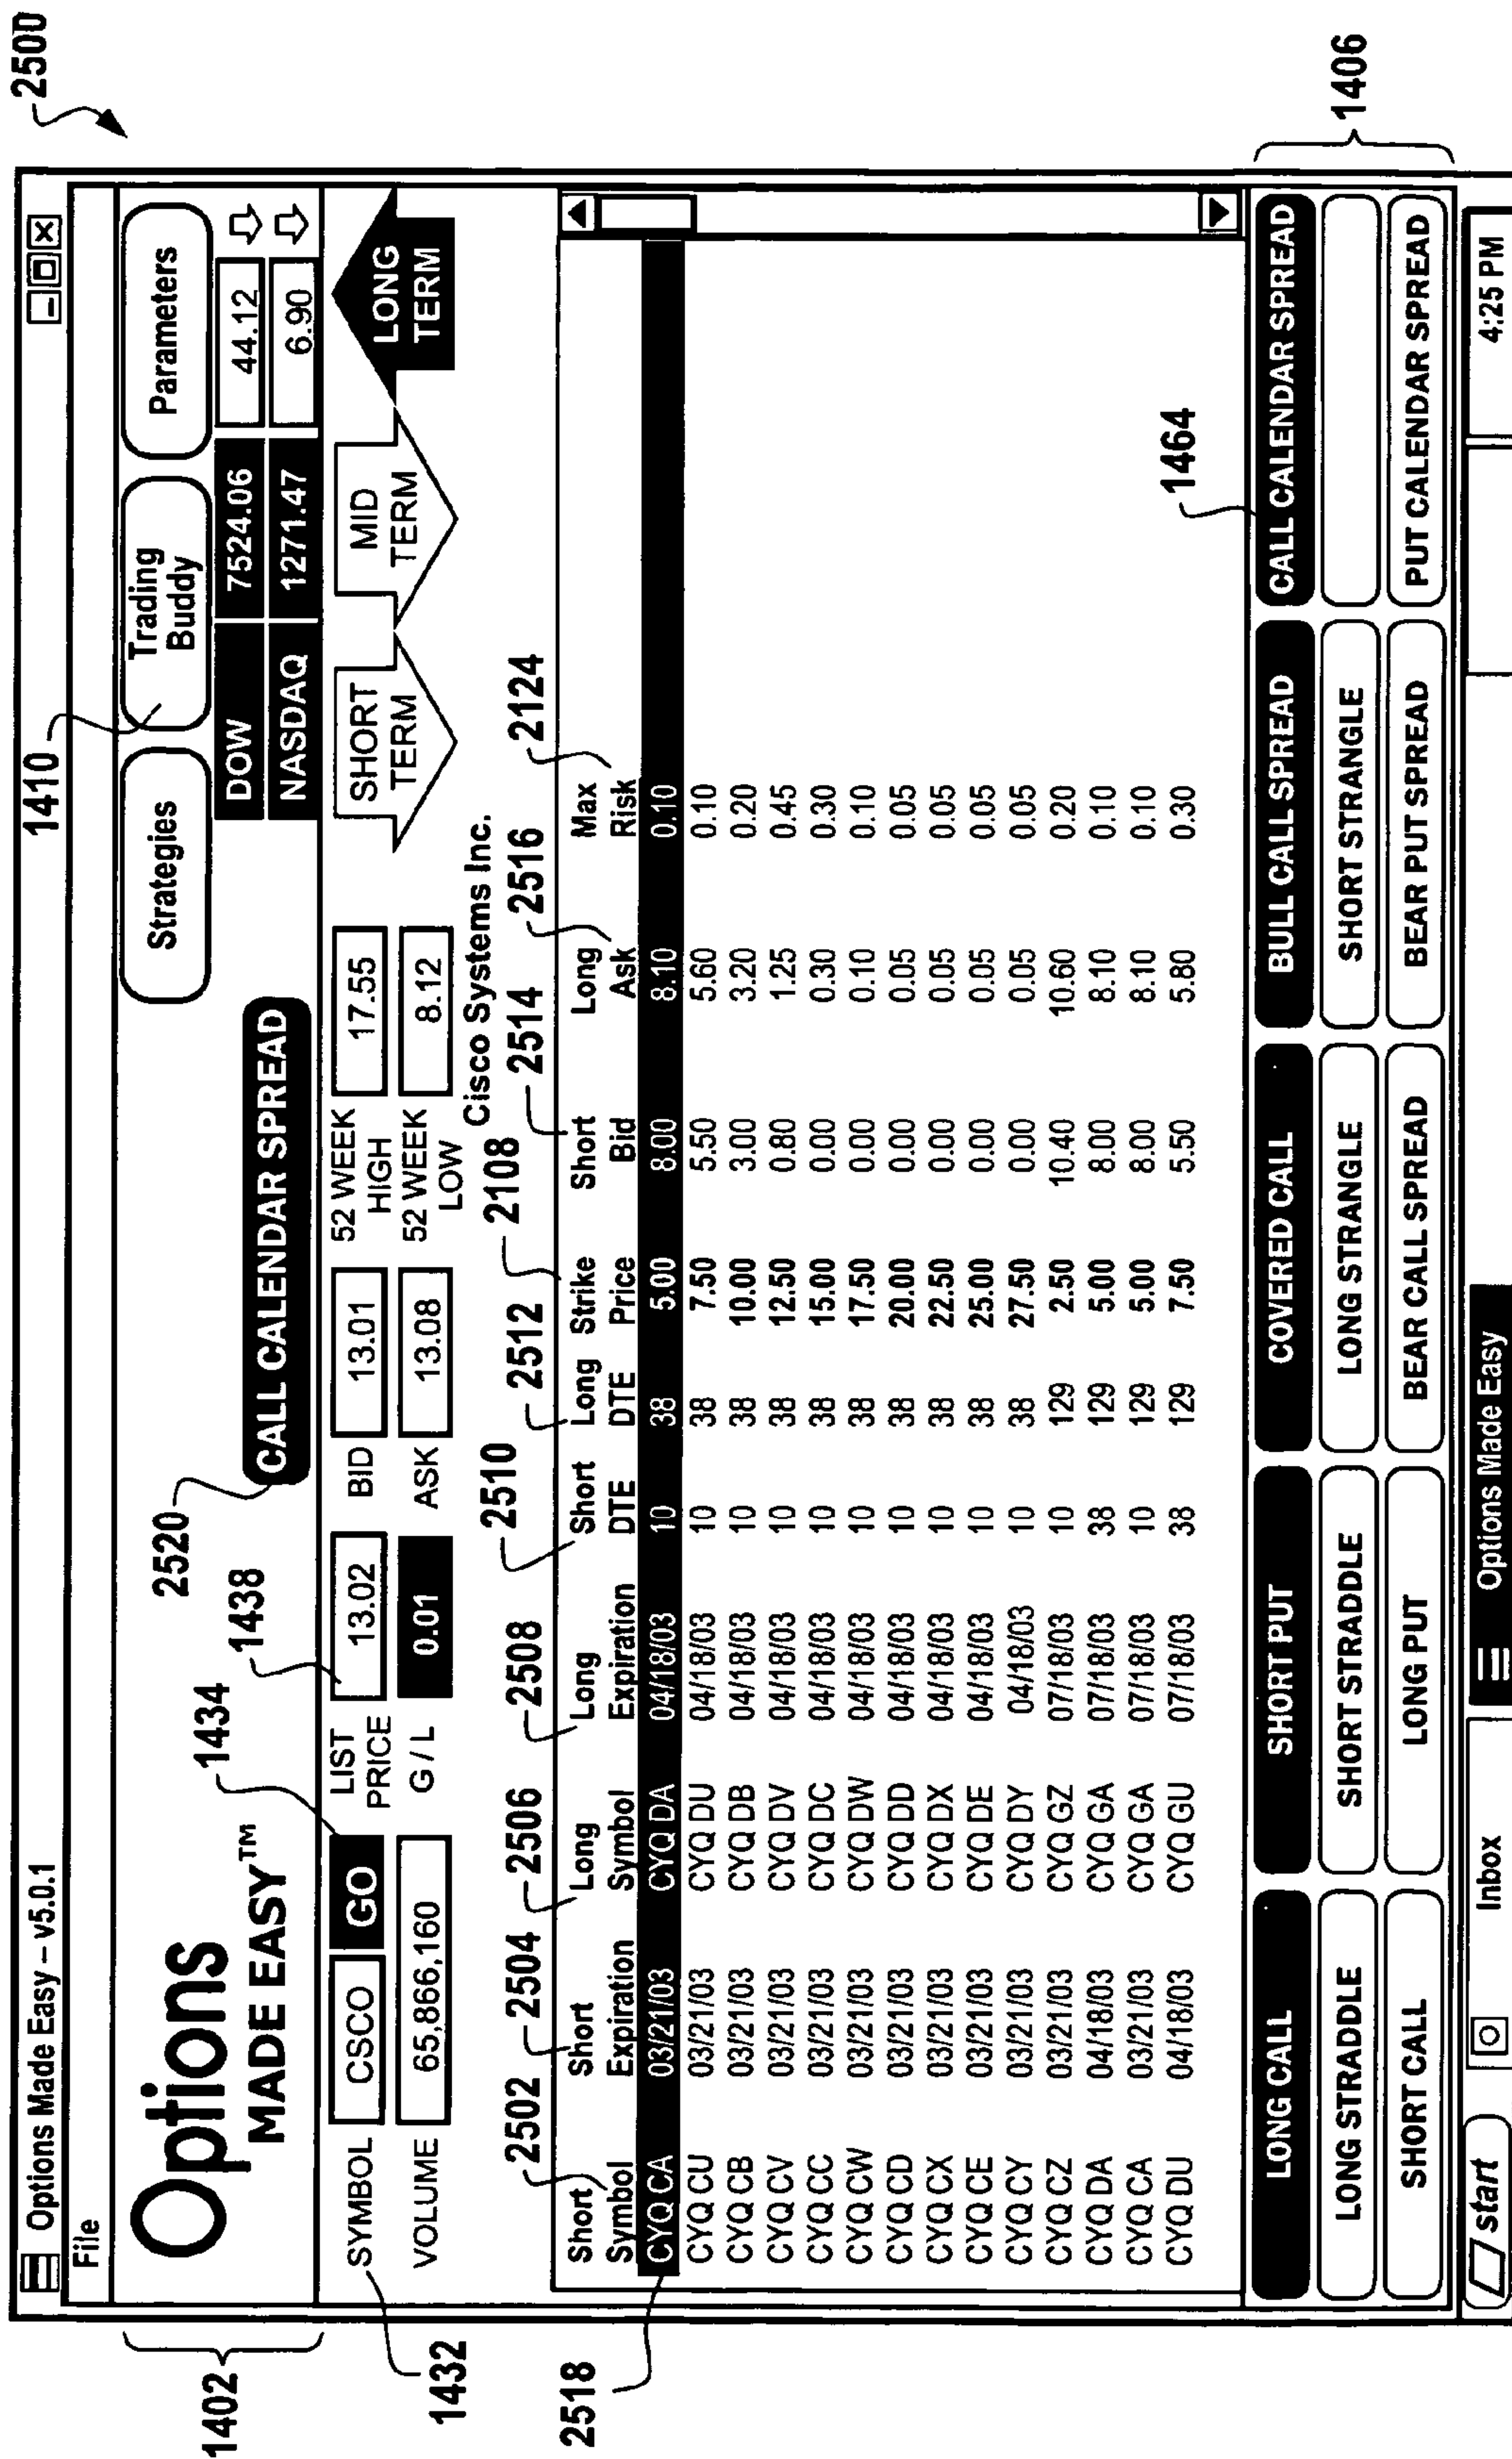 2500
1410
Options Made Easy – v5.0.1
File
Options
MADE EASY™
2520
CALL CALENDAR SPREAD
Strategies
Trading Buddy
Parameters
DOW 7524.06 44.12
NASDAQ 1271.47 6.90
1402
1434
1438
SYMBOL CSCO GO LIST PRICE 13.02 BID 13.01 52 WEEK HIGH 17.55
VOLUME 65,866,160 G / L 0.01 ASK 13.08 52 WEEK LOW 8.12
SHORT TERM
MID TERM
LONG TERM
1432
Cisco Systems Inc.
2502 2504 2506 2508 2510 2512 2108 2514 2516 2124
Short Symbol Short Expiration Long Symbol Long Expiration Short DTE Long DTE Strike Price Short Bid Long Ask Max Risk
CYQ CA 03/21/03 CYQ DA 04/18/03 10 38 5.00 8.00 8.10 0.10
CYQ CU 03/21/03 CYQ DU 04/18/03 10 38 7.50 5.50 5.60 0.10
CYQ CB 03/21/03 CYQ DB 04/18/03 10 38 10.00 3.00 3.20 0.20
CYQ CV 03/21/03 CYQ DV 04/18/03 10 38 12.50 0.80 1.25 0.45
CYQ CC 03/21/03 CYQ DC 04/18/03 10 38 15.00 0.00 0.30 0.30
CYQ CW 03/21/03 CYQ DW 04/18/03 10 38 17.50 0.00 0.10 0.10
CYQ CD 03/21/03 CYQ DD 04/18/03 10 38 20.00 0.00 0.05 0.05
CYQ CX 03/21/03 CYQ DX 04/18/03 10 38 22.50 0.00 0.05 0.05
CYQ CE 03/21/03 CYQ DE 04/18/03 10 38 25.00 0.00 0.05 0.05
CYQ CY 03/21/03 CYQ DY 04/18/03 10 38 27.50 0.00 0.05 0.05
CYQ CZ 03/21/03 CYQ GZ 07/18/03 10 129 2.50 10.40 10.60 0.20
CYQ DA 04/18/03 CYQ GA 07/18/03 38 129 5.00 8.00 8.10 0.10
CYQ CA 03/21/03 CYQ GA 07/18/03 10 129 5.00 8.00 8.10 0.10
CYQ DU 04/18/03 CYQ GU 07/18/03 38 129 7.50 5.50 5.80 0.30
2518
1464
LONG CALL SHORT PUT COVERED CALL BULL CALL SPREAD CALL CALENDAR SPREAD
LONG STRADDLE SHORT STRADDLE LONG STRANGLE SHORT STRANGLE
SHORT CALL LONG PUT BEAR CALL SPREAD BEAR PUT SPREAD PUT CALENDAR SPREAD
1406
start Inbox Options Made Easy 4:25 PM